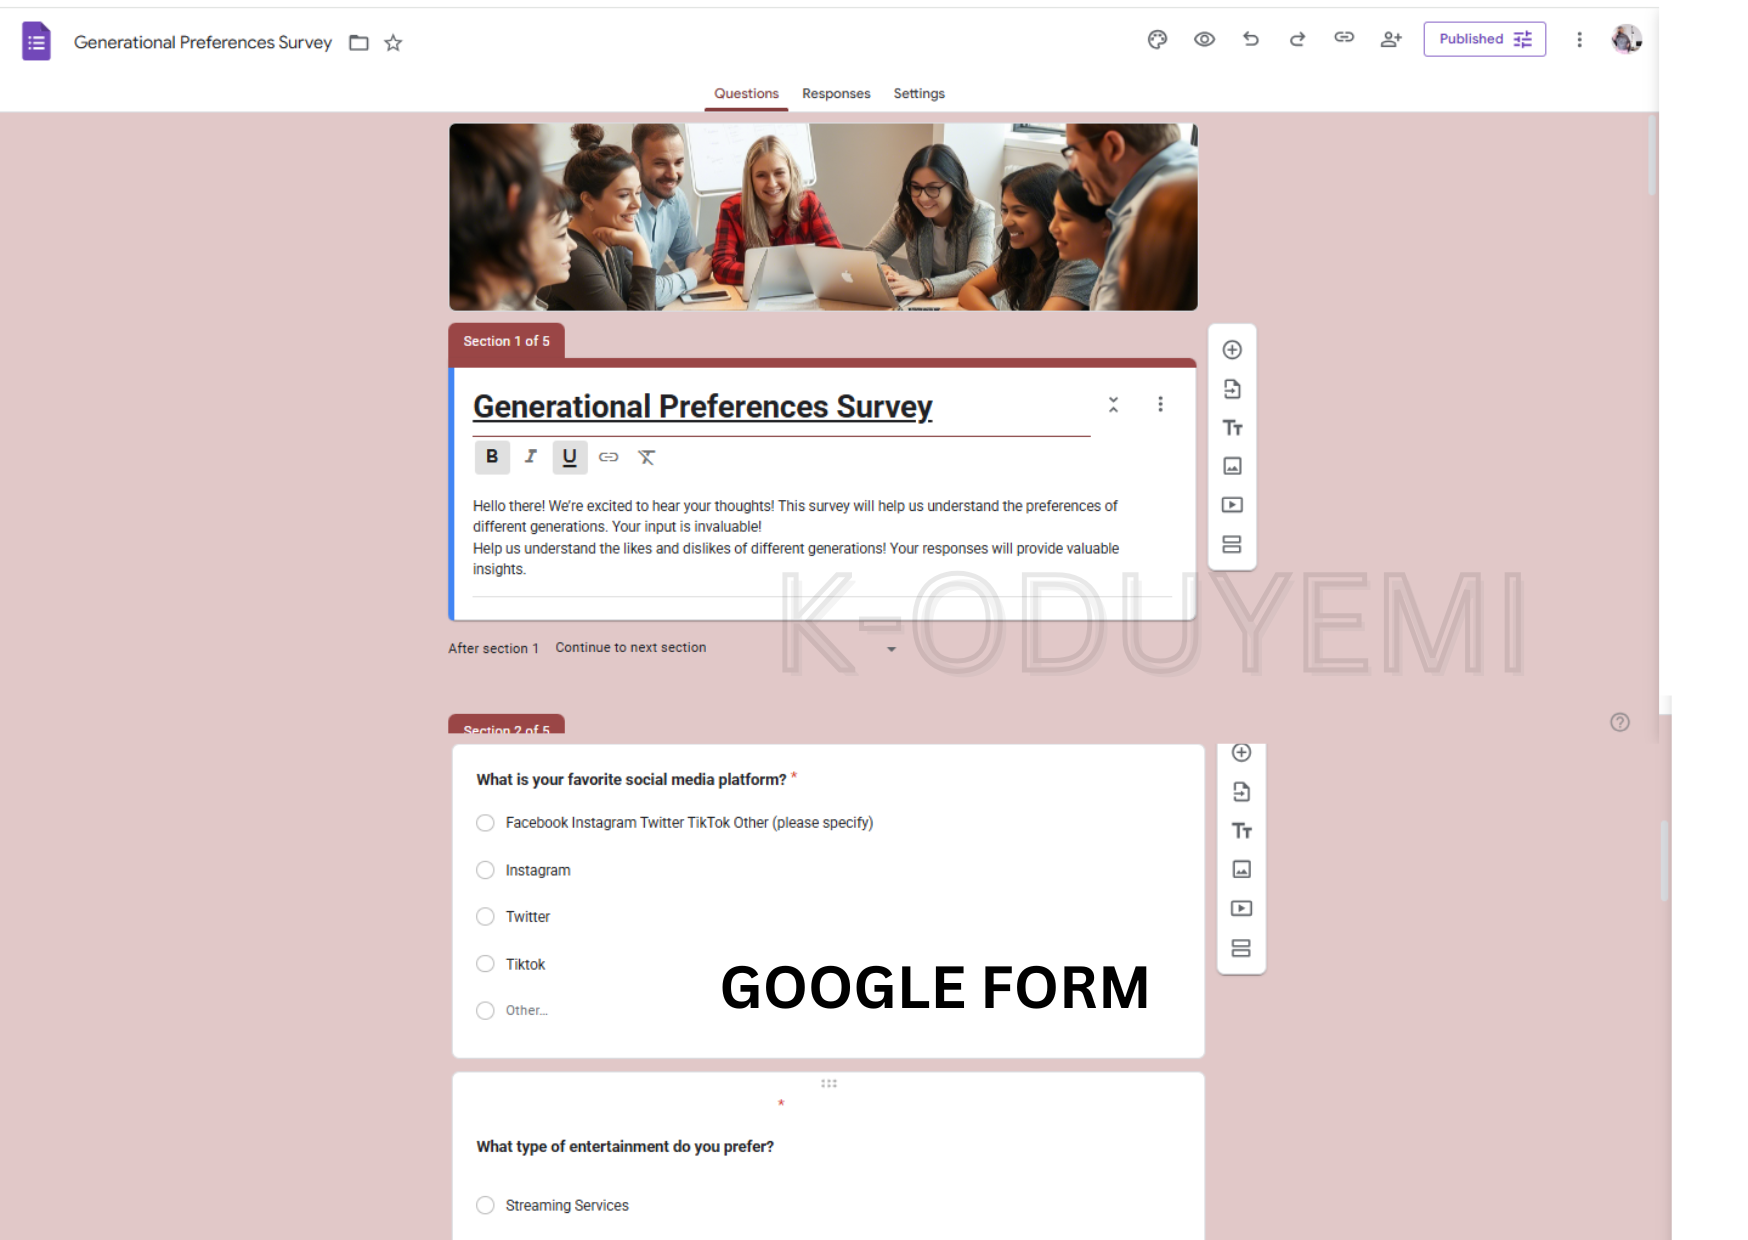 Generational Preferences Survey
Published
Questions Responses Settings
Section 1 of 5
Generational Preferences Survey
B I U
Hello there! We're excited to hear your thoughts! This survey will help us understand the preferences of
different generations. Your input is invaluable!
Help us understand the likes and dislikes of different generations! Your responses will provide valuable
insights.
K-ODUYEMI
After section 1 Continue to next section
Section 2 of 5
What is your favorite social media platform? *
Facebook Instagram Twitter TikTok Other (please specify)
Instagram
Twitter
Tiktok
Other...
GOOGLE FORM
*
What type of entertainment do you prefer?
Streaming Services